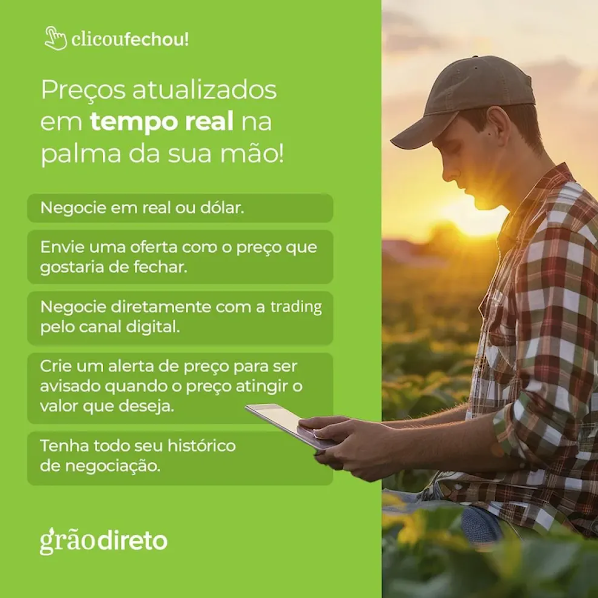 clicoufechou!
Preços atualizados
em tempo real na
palma da sua mão!
Negocie em real ou dólar.
Envie uma oferta com o preço que
gostaria de fechar.
Negocie diretamente com a trading
pelo canal digital.
Crie um alerta de preço para ser
avisado quando o preço atingir o
valor que deseja.
Tenha todo seu histórico
de negociação.
grãodireto